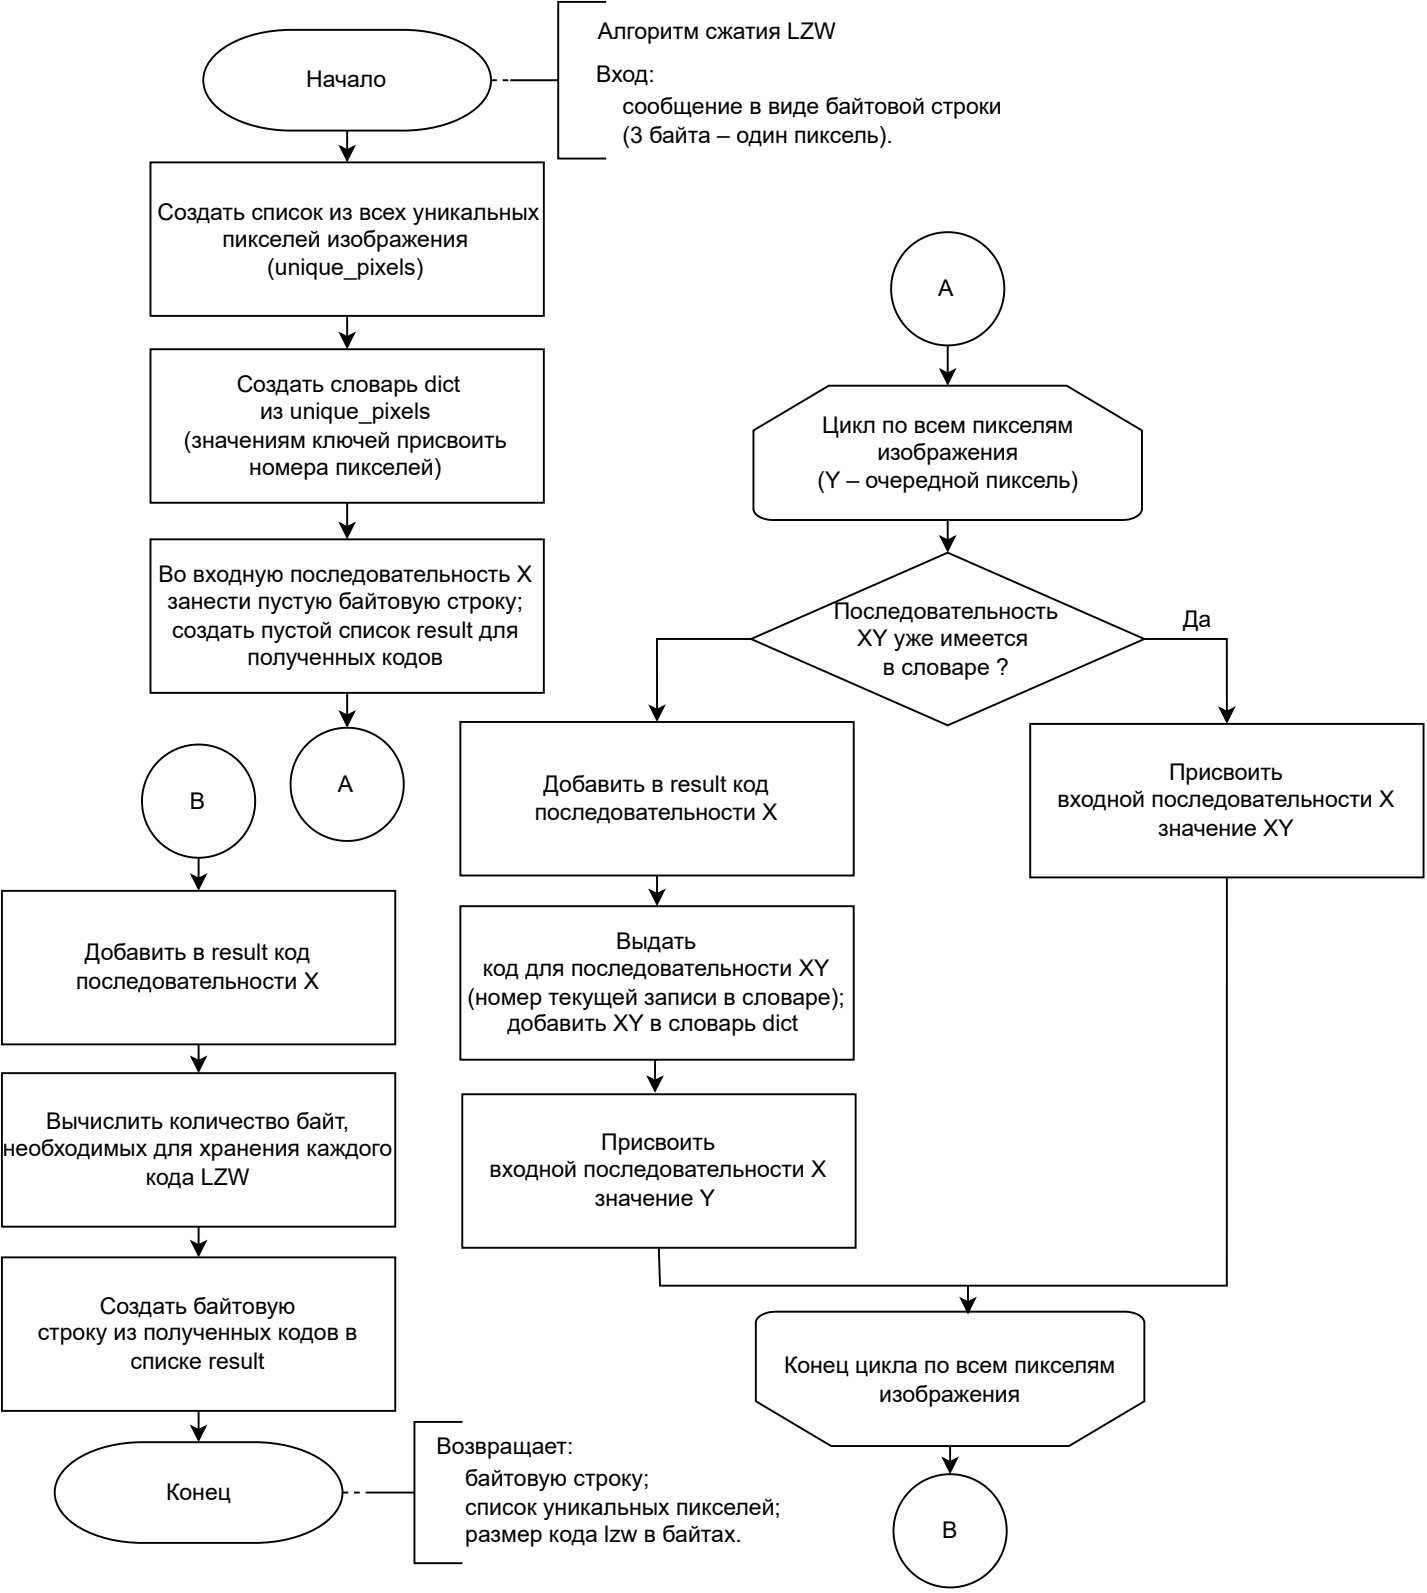 Начало
Алгоритм сжатия LZW
Вход:
сообщение в виде байтовой строки
(3 байта – один пиксель).
Создать список из всех уникальных
пикселей изображения
(unique_pixels)
Создать словарь dict
из unique_pixels
(значениям ключей присвоить
номера пикселей)
Во входную последовательность X
занести пустую байтовую строку;
создать пустой список result для
полученных кодов
A
A
Цикл по всем пикселям
изображения
(Y – очередной пиксель)
Последовательность
XY уже имеется
в словаре ?
Да
Добавить в result код
последовательности X
Выдать
код для последовательности XY
(номер текущей записи в словаре);
добавить XY в словарь dict
Присвоить
входной последовательности X
значение Y
Присвоить
входной последовательности X
значение XY
Конец цикла по всем пикселям
изображения
B
B
Добавить в result код
последовательности X
Вычислить количество байт,
необходимых для хранения каждого
кода LZW
Создать байтовую
строку из полученных кодов в
списке result
Конец
Возвращает:
байтовую строку;
список уникальных пикселей;
размер кода lzw в байтах.